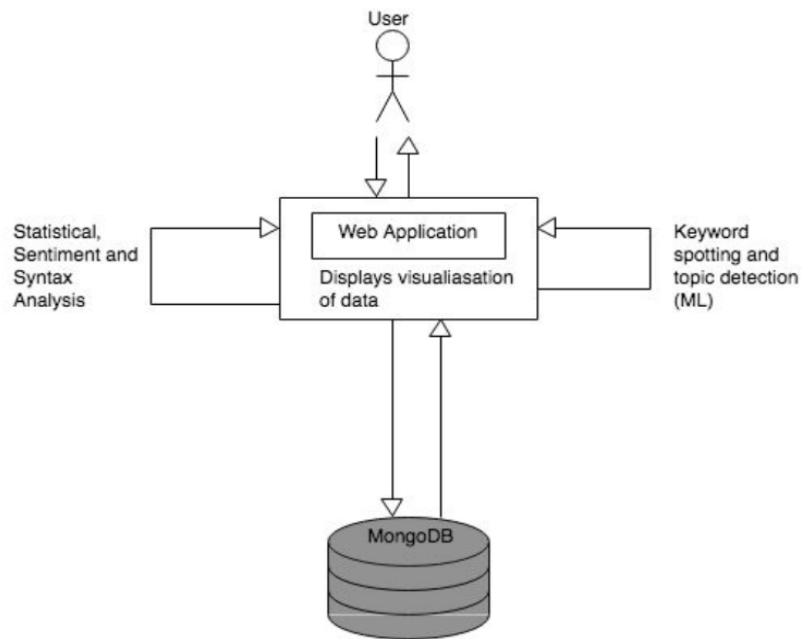 User
Statistical,
Sentiment and
Syntax
Analysis
Web Application
Displays visualiasation
of data
Keyword
spotting and
topic detection
(ML)
MongoDB